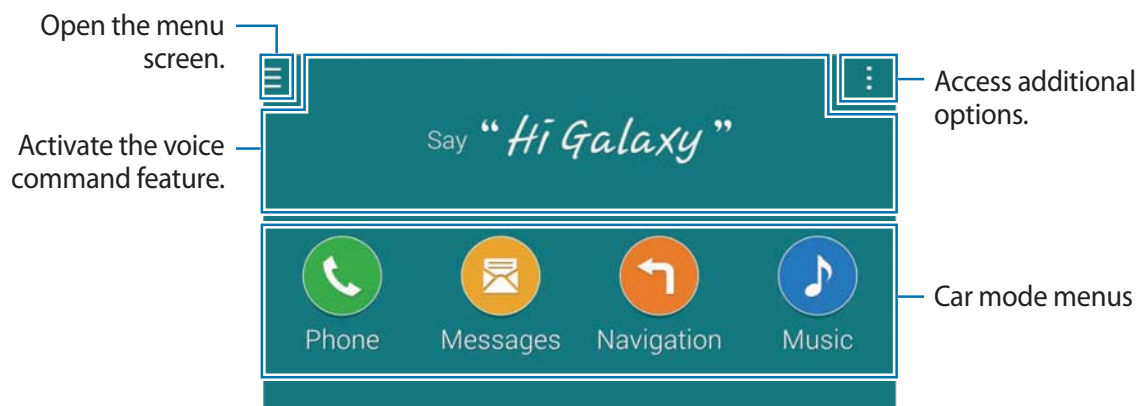 Open the menu
screen.
Access additional
options.
Say “Hi Galaxy”
Activate the voice
command feature.
Phone Messages Navigation Music
Car mode menus